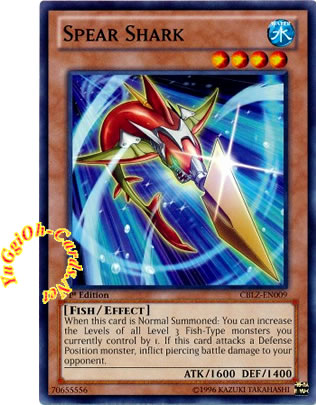 SPEAR SHARK
WATER
水
YuGgiOh-Cards.Net
1st Edition
CBLZ-EN009
[FISH/EFFECT]
When this card is Normal Summoned: You can increase
the Levels of all Level 3 Fish-Type monsters you
currently control by 1. If this card attacks a Defense
Position monster, inflict piercing battle damage to your
opponent.
ATK/1600 DEF/1400
70655556
©1996 KAZUKI TAKAHASHI